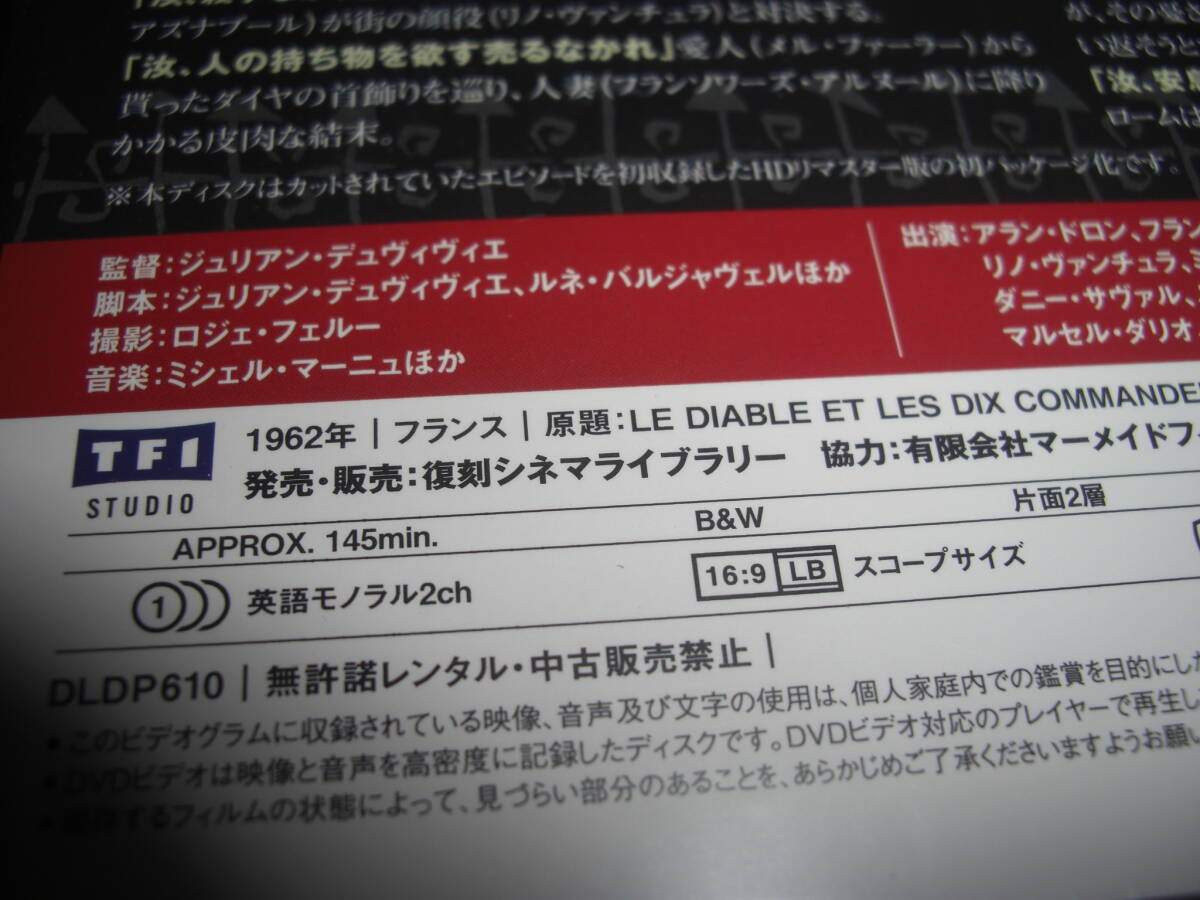 アズナブール)が街の顔役(リノ・ヴァンチュラ)と対決する。
「汝、人の持ち物を欲す売るなかれ」愛人(メル・ファーラー)から
貰ったダイヤの首飾りを巡り、人妻(フランソワーズ・アルヌール)に降り
かかる皮肉な結末。
※本ディスクはカットされていたエピソードを初収録したHDリマスター版の初パッケージ化です。
が、その
い返そうと
「汝、安
ロームは
監督:ジュリアン・デュヴィヴィエ
脚本:ジュリアン・デュヴィヴィエ、ルネ・バルジャヴェルほか
撮影:ロジェ・フェルー
音楽:ミシェル・マーニュほか
出演:アラン・ドロン、フラン
リノ・ヴァンチュラ、
ダニー・サヴァル、
マルセル・ダリオ
TF1
STUDIO
1962年 | フランス | 原題:LE DIABLE ET LES DIX COMMANDE
発売・販売:復刻シネマライブラリー 協力:有限会社マーメイドフ
APPROX. 145min.
B&W
片面2層
1 英語モノラル2ch
16:9 LB スコープサイズ
DLDP610 | 無許諾レンタル・中古販売禁止 |
• このビデオグラムに収録されている映像、音声及び文字の使用は、個人家庭内での鑑賞を目的にした
• DVDビデオは映像と音声を高密度に記録したディスクです。DVDビデオ対応のプレイヤーで再生し
するフィルムの状態によって、見づらい部分のあることを、あらかじめご了承くださいますようお願い